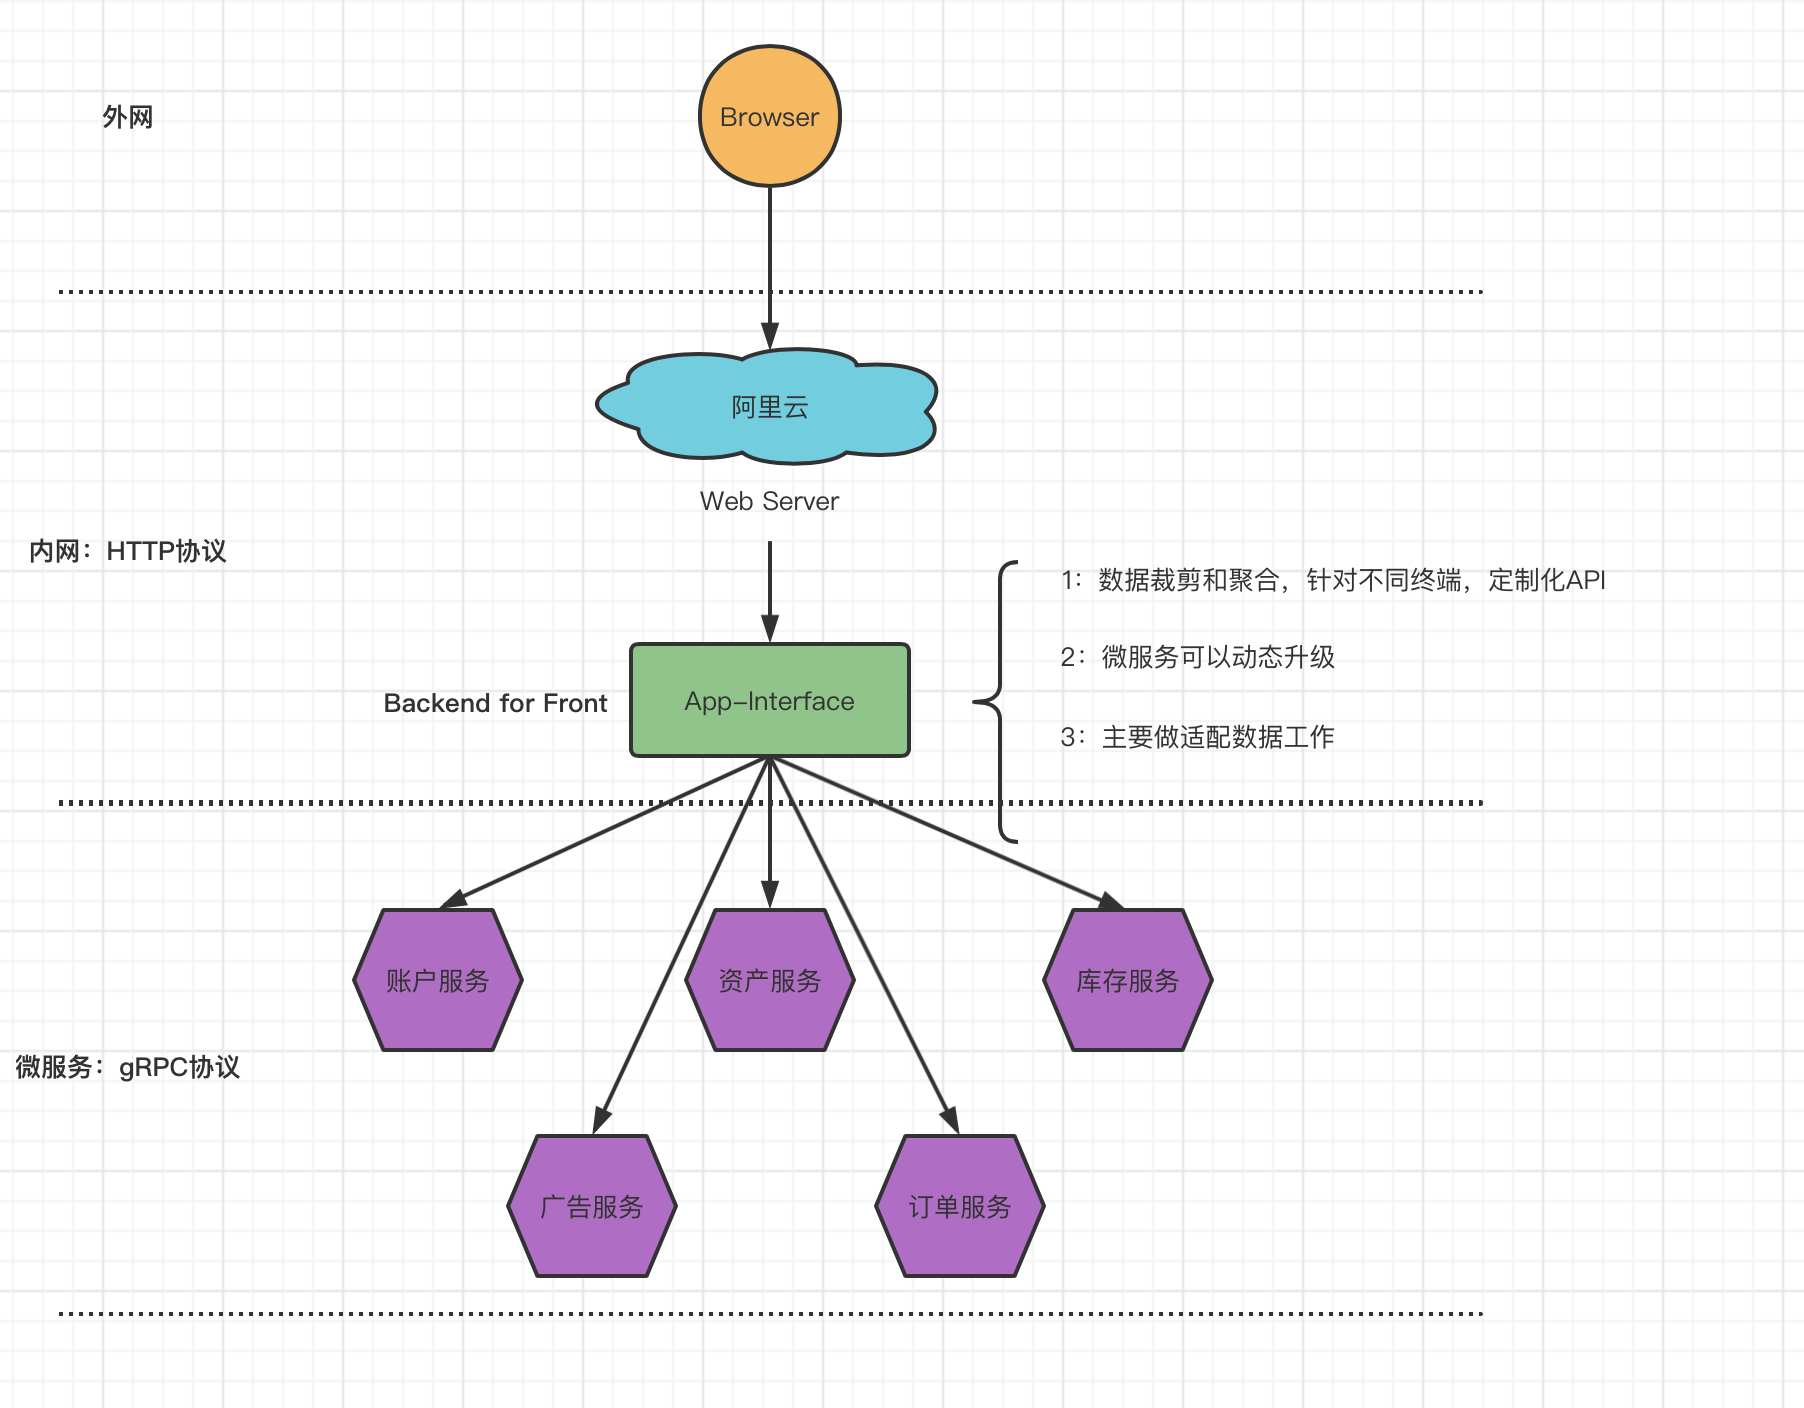 外网
Browser
阿里云
Web Server
内网：HTTP协议
1：数据裁剪和聚合，针对不同终端，定制化API
2：微服务可以动态升级
Backend for Front
App-Interface
3：主要做适配数据工作
账户服务
资产服务
库存服务
微服务：gRPC协议
广告服务
订单服务